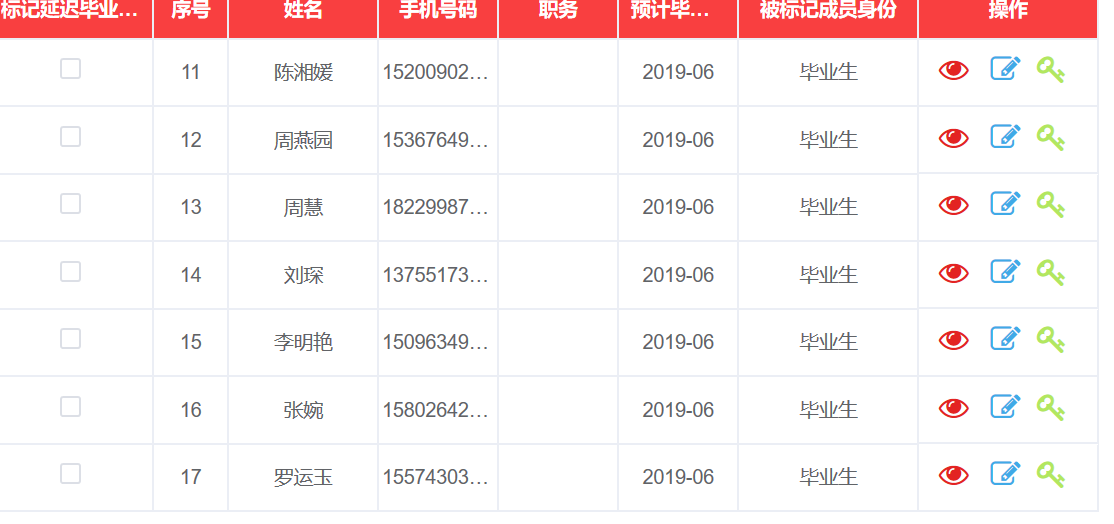 标记延迟毕业... 序号 姓名 手机号码 职务 预计毕... 被标记成员身份 操作
11 陈湘媛 15200902... 2019-06 毕业生
12 周燕园 15367649... 2019-06 毕业生
13 周慧 18229987... 2019-06 毕业生
14 刘琛 13755173... 2019-06 毕业生
15 李明艳 15096349... 2019-06 毕业生
16 张婉 15802642... 2019-06 毕业生
17 罗运玉 15574303... 2019-06 毕业生